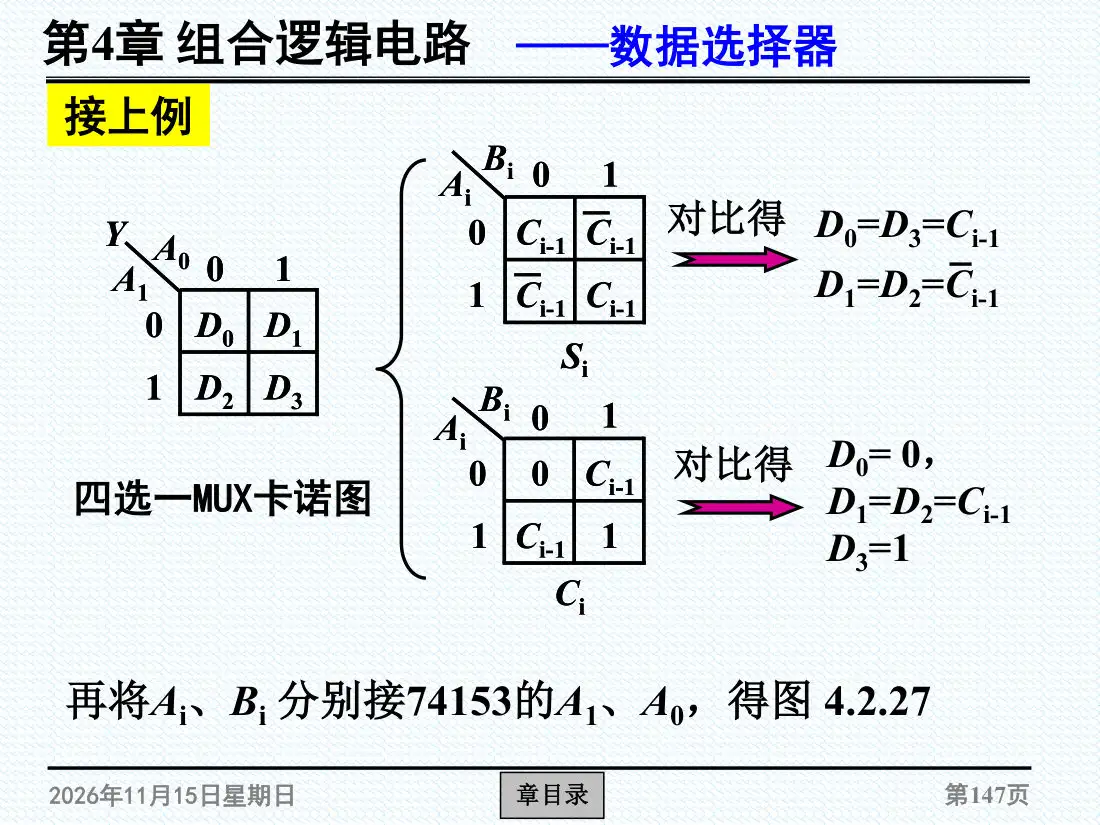 第4章 组合逻辑电路 ——数据选择器
接上例
Y A₀ 0 1
A₁
0 D₀ D₁
1 D₂ D₃
四选一MUX卡诺图
Bᵢ 0 1
Aᵢ
0 Cᵢ₋₁ C̅ᵢ₋₁
1 C̅ᵢ₋₁ Cᵢ₋₁
Sᵢ
对比得
D₀=D₃=Cᵢ₋₁
D₁=D₂=C̅ᵢ₋₁
Bᵢ 0 1
Aᵢ
0 0 Cᵢ₋₁
1 Cᵢ₋₁ 1
Cᵢ
对比得
D₀= 0，
D₁=D₂=Cᵢ₋₁
D₃=1
再将Aᵢ、Bᵢ 分别接74153的A₁、A₀，得图 4.2.27
2026年11月15日星期日
章目录
第147页